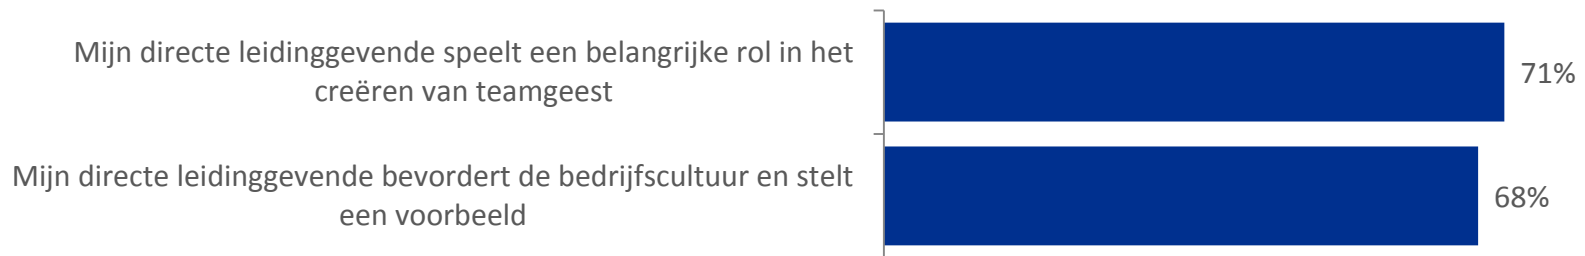 Mijn directe leidinggevende speelt een belangrijke rol in het
creëren van teamgeest
71%
Mijn directe leidinggevende bevordert de bedrijfscultuur en stelt
een voorbeeld
68%